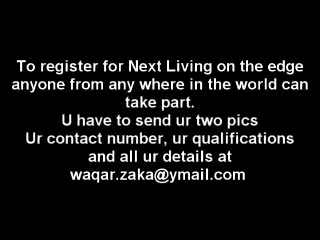 To register for Next Living on the edge
anyone from any where in the world can
take part.
U have to send ur two pics
Ur contact number, ur qualifications
and all ur details at
waqar.zaka@ymail.com